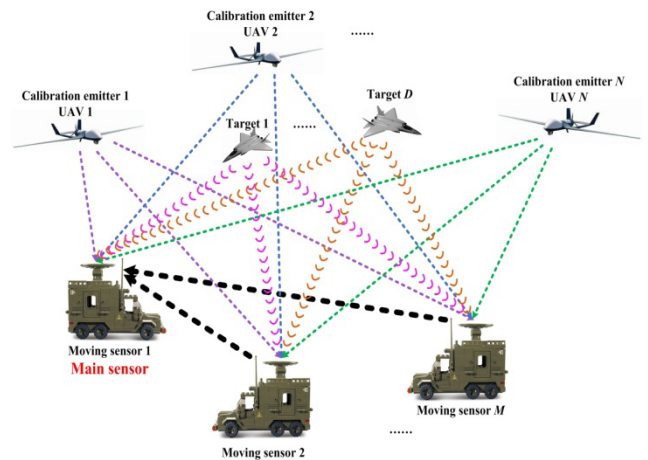 Calibration emitter 2
UAV 2
......
Calibration emitter 1
UAV 1
Target 1
......
Target D
Calibration emitter N
UAV N
Moving sensor 1
Main sensor
Moving sensor 2
......
Moving sensor M